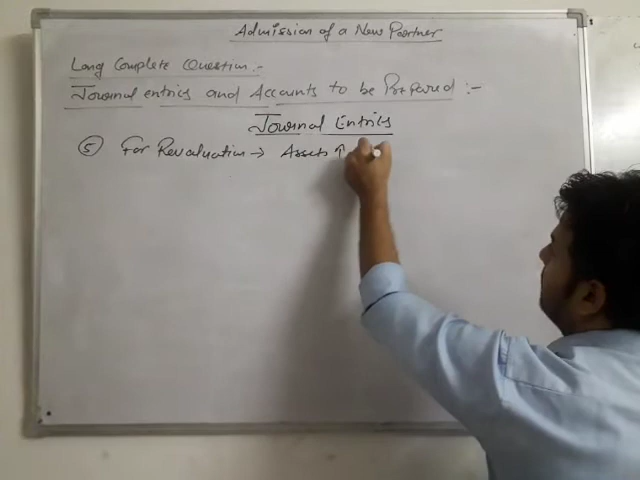 Admission of a New Partner
Long Complete Question :-
Journal entries and Accounts to be Prepared :-
Journal Entries
⑤ For Revaluation → Assets ↑